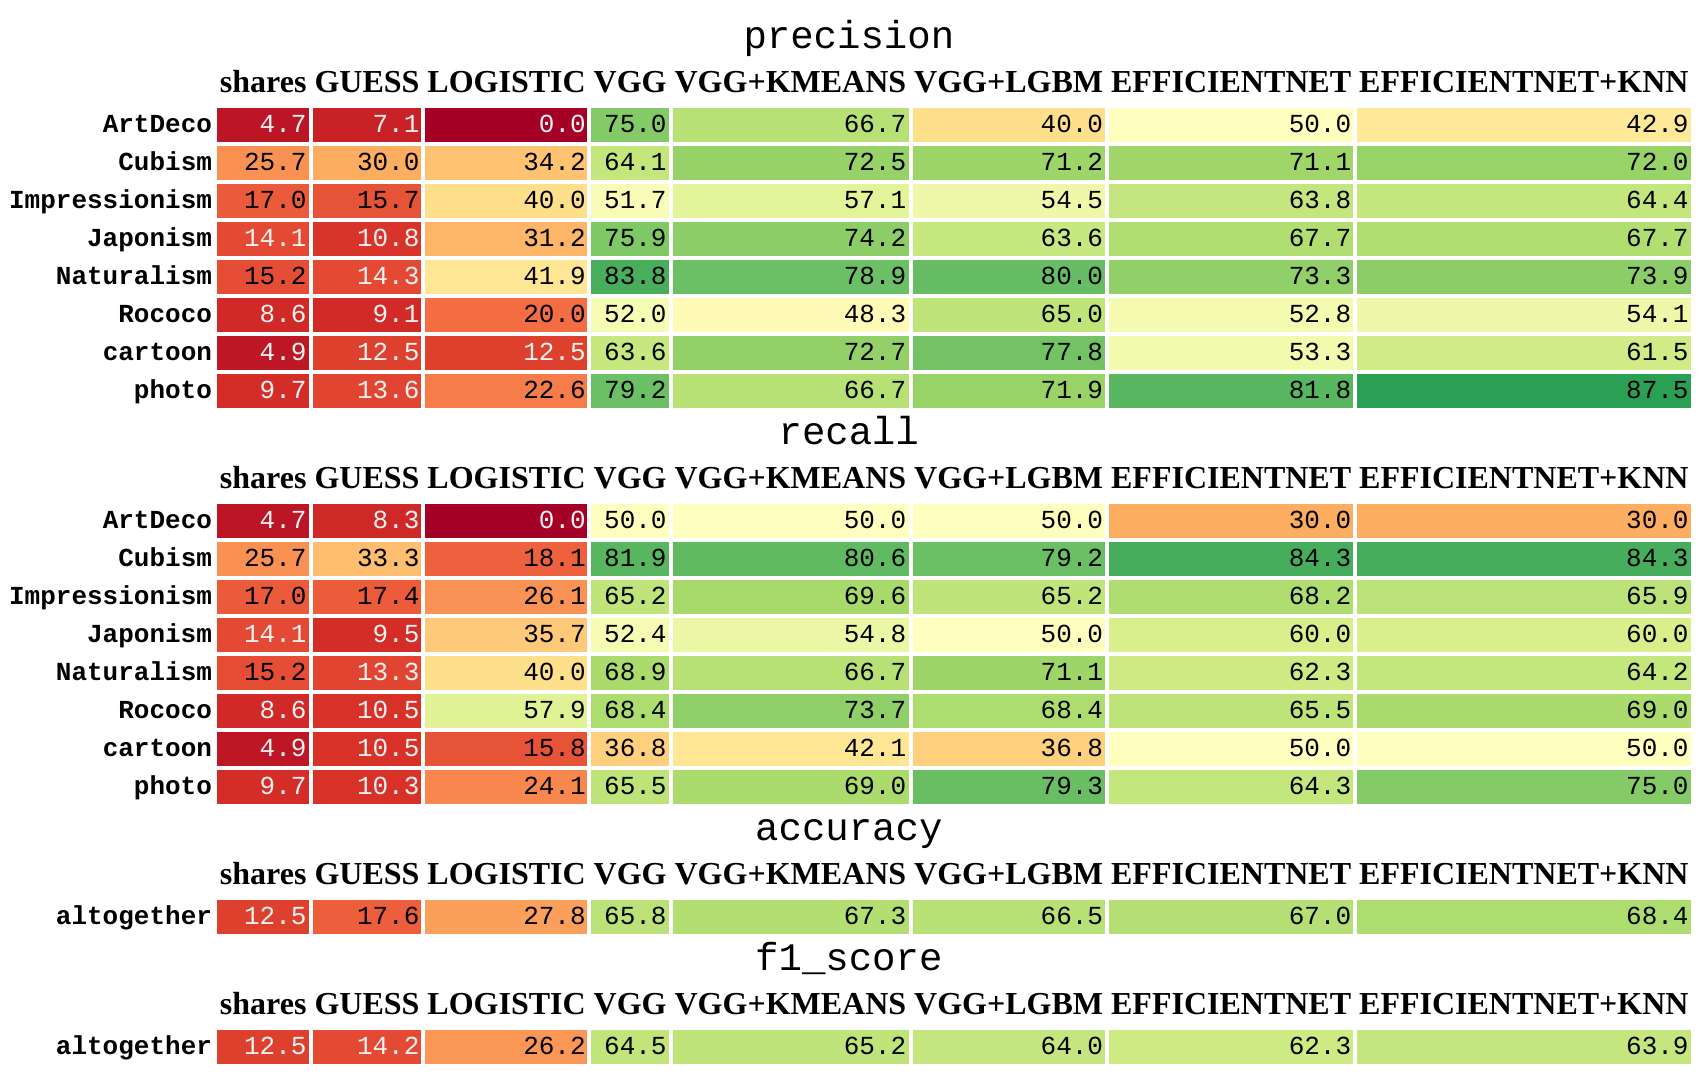 precision
shares GUESS LOGISTIC VGG VGG+KMEANS VGG+LGBM EFFICIENTNET EFFICIENTNET+KNN
ArtDeco 4.7 7.1 0.0 75.0 66.7 40.0 50.0 42.9
Cubism 25.7 30.0 34.2 64.1 72.5 71.2 71.1 72.0
Impressionism 17.0 15.7 40.0 51.7 57.1 54.5 63.8 64.4
Japonism 14.1 10.8 31.2 75.9 74.2 63.6 67.7 67.7
Naturalism 15.2 14.3 41.9 83.8 78.9 80.0 73.3 73.9
Rococo 8.6 9.1 20.0 52.0 48.3 65.0 52.8 54.1
cartoon 4.9 12.5 12.5 63.6 72.7 77.8 53.3 61.5
photo 9.7 13.6 22.6 79.2 66.7 71.9 81.8 87.5
recall
shares GUESS LOGISTIC VGG VGG+KMEANS VGG+LGBM EFFICIENTNET EFFICIENTNET+KNN
ArtDeco 4.7 8.3 0.0 50.0 50.0 50.0 30.0 30.0
Cubism 25.7 33.3 18.1 81.9 80.6 79.2 84.3 84.3
Impressionism 17.0 17.4 26.1 65.2 69.6 65.2 68.2 65.9
Japonism 14.1 9.5 35.7 52.4 54.8 50.0 60.0 60.0
Naturalism 15.2 13.3 40.0 68.9 66.7 71.1 62.3 64.2
Rococo 8.6 10.5 57.9 68.4 73.7 68.4 65.5 69.0
cartoon 4.9 10.5 15.8 36.8 42.1 36.8 50.0 50.0
photo 9.7 10.3 24.1 65.5 69.0 79.3 64.3 75.0
accuracy
shares GUESS LOGISTIC VGG VGG+KMEANS VGG+LGBM EFFICIENTNET EFFICIENTNET+KNN
altogether 12.5 17.6 27.8 65.8 67.3 66.5 67.0 68.4
f1_score
shares GUESS LOGISTIC VGG VGG+KMEANS VGG+LGBM EFFICIENTNET EFFICIENTNET+KNN
altogether 12.5 14.2 26.2 64.5 65.2 64.0 62.3 63.9